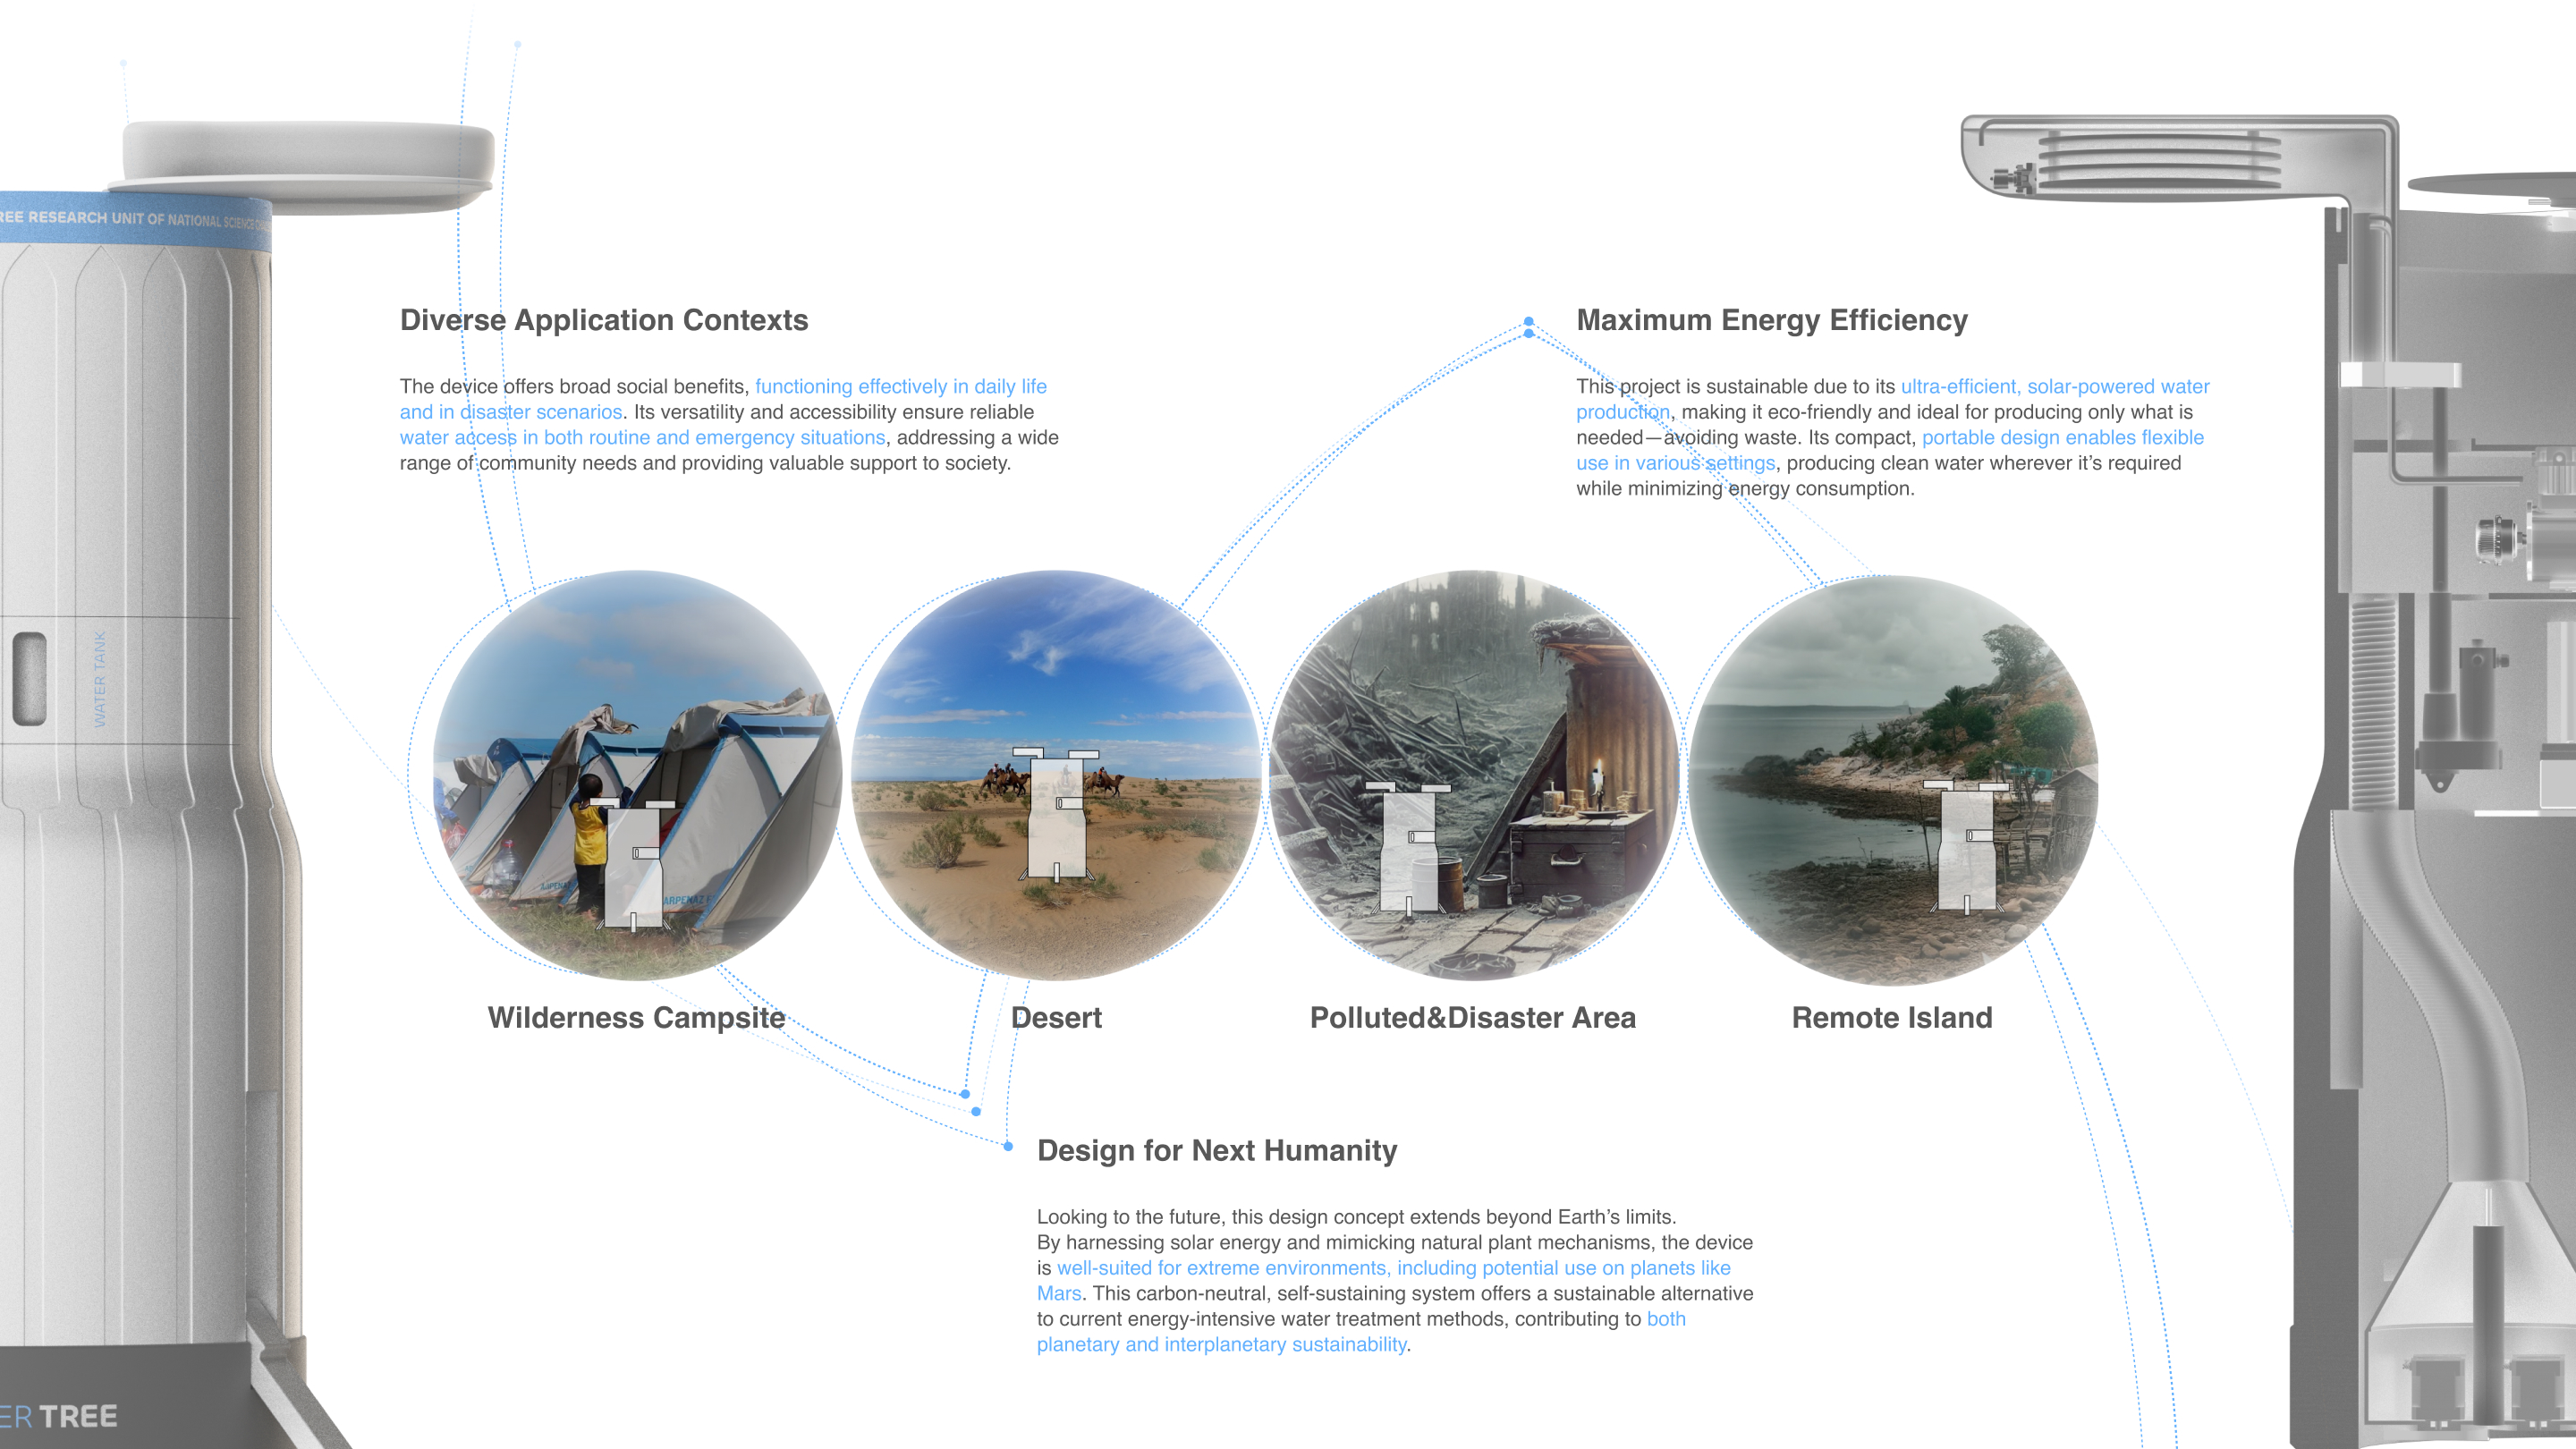 REE RESEARCH UNIT OF NATIONAL SCIENCE
Diverse Application Contexts
The device offers broad social benefits, functioning effectively in daily life
and in disaster scenarios. Its versatility and accessibility ensure reliable
water access in both routine and emergency situations, addressing a wide
range of community needs and providing valuable support to society.
Maximum Energy Efficiency
This project is sustainable due to its ultra-efficient, solar-powered water
production, making it eco-friendly and ideal for producing only what is
needed—avoiding waste. Its compact, portable design enables flexible
use in various settings, producing clean water wherever it’s required
while minimizing energy consumption.
WATER TANK
ARPENAZ
Wilderness Campsite
Desert
Polluted&Disaster Area
Remote Island
Design for Next Humanity
Looking to the future, this design concept extends beyond Earth’s limits.
By harnessing solar energy and mimicking natural plant mechanisms, the device
is well-suited for extreme environments, including potential use on planets like
Mars. This carbon-neutral, self-sustaining system offers a sustainable alternative
to current energy-intensive water treatment methods, contributing to both
planetary and interplanetary sustainability.
ER TREE